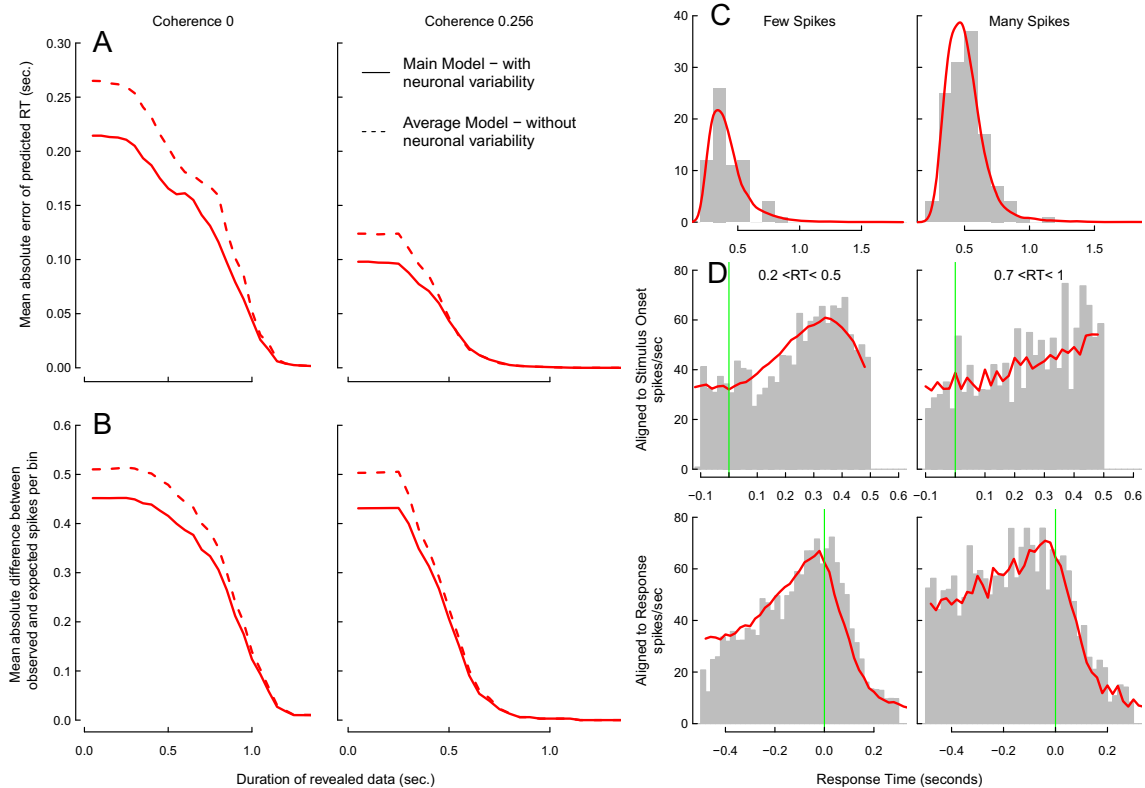 Coherence 0
Coherence 0.256
A
Mean absolute error of predicted RT (sec.)
0.30
0.25
0.20
0.15
0.10
0.05
0.00
Main Model − with
neuronal variability
Average Model − without
neuronal variability
B
Mean absolute difference between
observed and expected spikes per bin
0.6
0.5
0.4
0.3
0.2
0.1
0.0
0.0
0.5
1.0
0.0
0.5
1.0
Duration of revealed data (sec.)
C
Few Spikes
Many Spikes
40
30
20
10
0
0.5
1.0
1.5
0.5
1.0
1.5
D
0.2 <RT< 0.5
0.7 <RT< 1
Aligned to Stimulus Onset
spikes/sec
80
60
40
20
0
−0.1
0.0
0.1
0.2
0.3
0.4
0.5
0.6
−0.1
0.0
0.1
0.2
0.3
0.4
0.5
0.6
Aligned to Response
spikes/sec
80
60
40
20
0
−0.4
−0.2
0.0
0.2
−0.4
−0.2
0.0
0.2
Response Time (seconds)